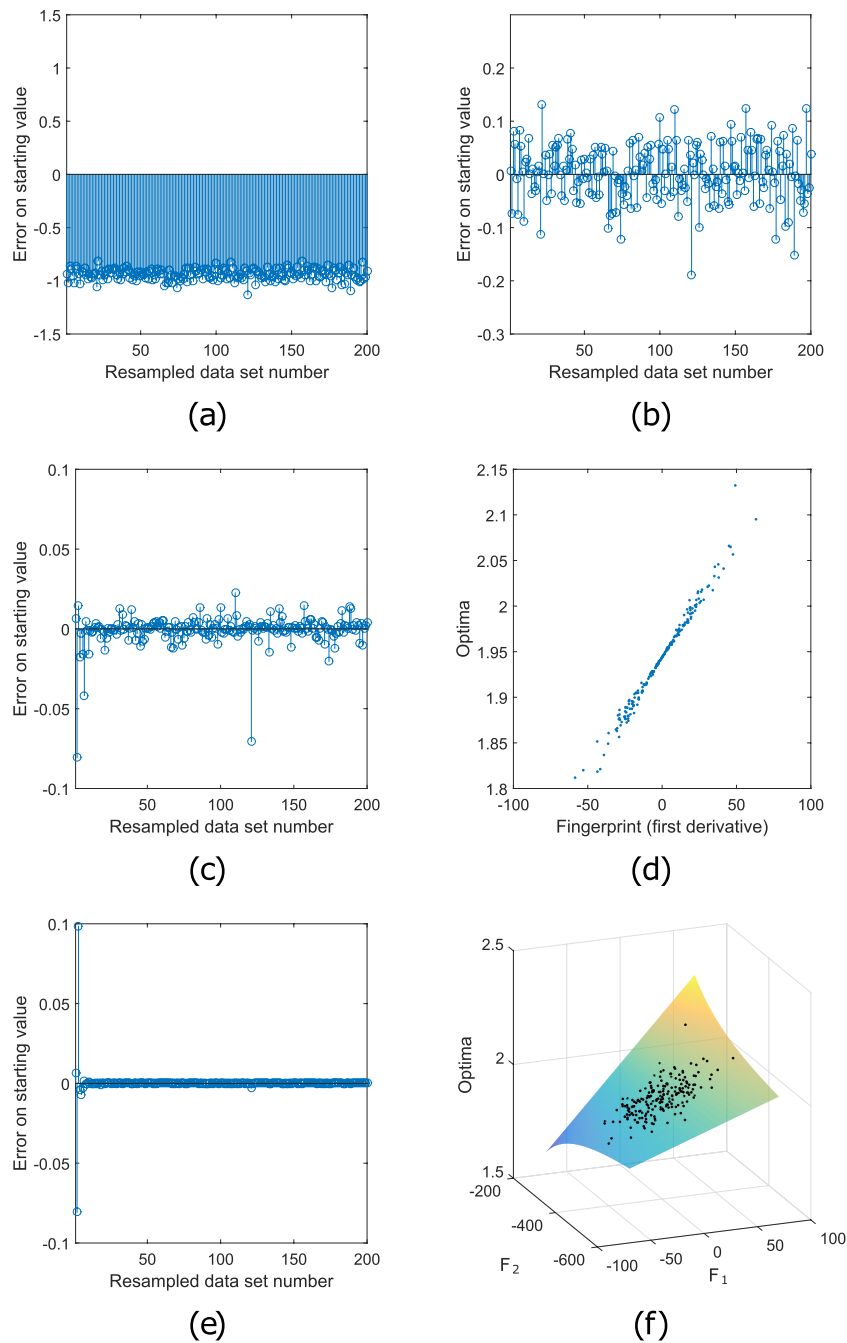 1.5
1
0.5
0
-0.5
-1
-1.5
Error on starting value
50 100 150 200
Resampled data set number
(a)
0.3
0.2
0.1
0
-0.1
-0.2
-0.3
Error on starting value
50 100 150 200
Resampled data set number
(b)
0.1
0.05
0
-0.05
-0.1
Error on starting value
50 100 150 200
Resampled data set number
(c)
2.15
2.1
2.05
2
1.95
1.9
1.85
1.8
Optima
-100 -50 0 50 100
Fingerprint (first derivative)
(d)
0.1
0.05
0
-0.05
-0.1
Error on starting value
50 100 150 200
Resampled data set number
(e)
2.5
2
1.5
Optima
-200
-400
-600
F2
-100 -50 0 50 100
F1
(f)